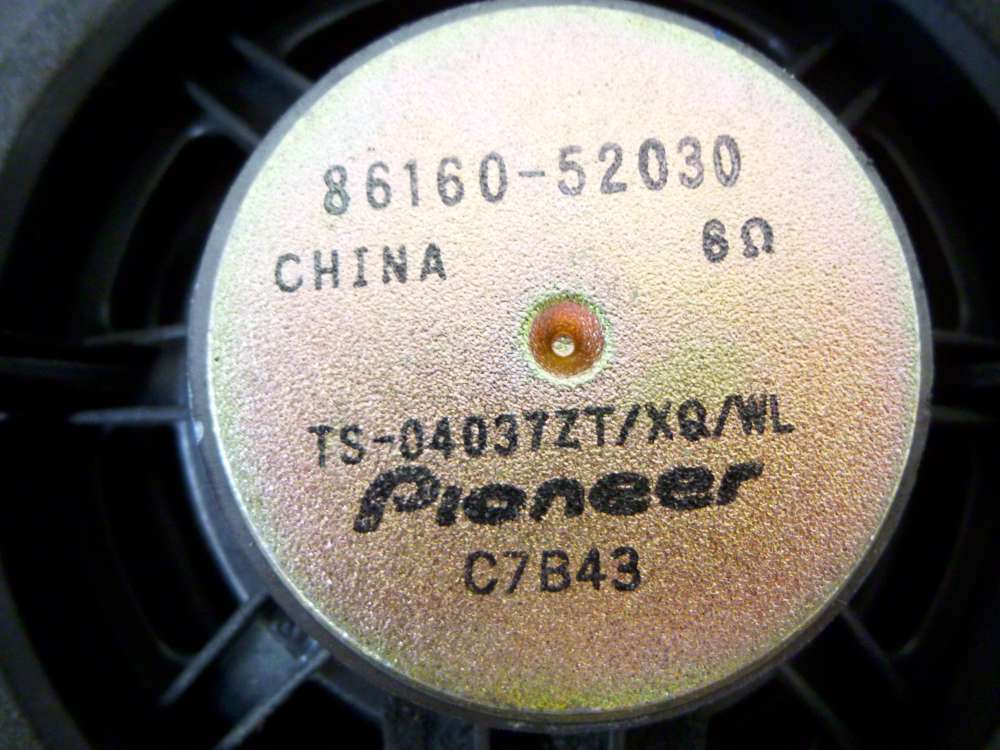 86160-52030
CHINA 6Ω
TS-04037ZT/XQ/WL
Pioneer
C7B43